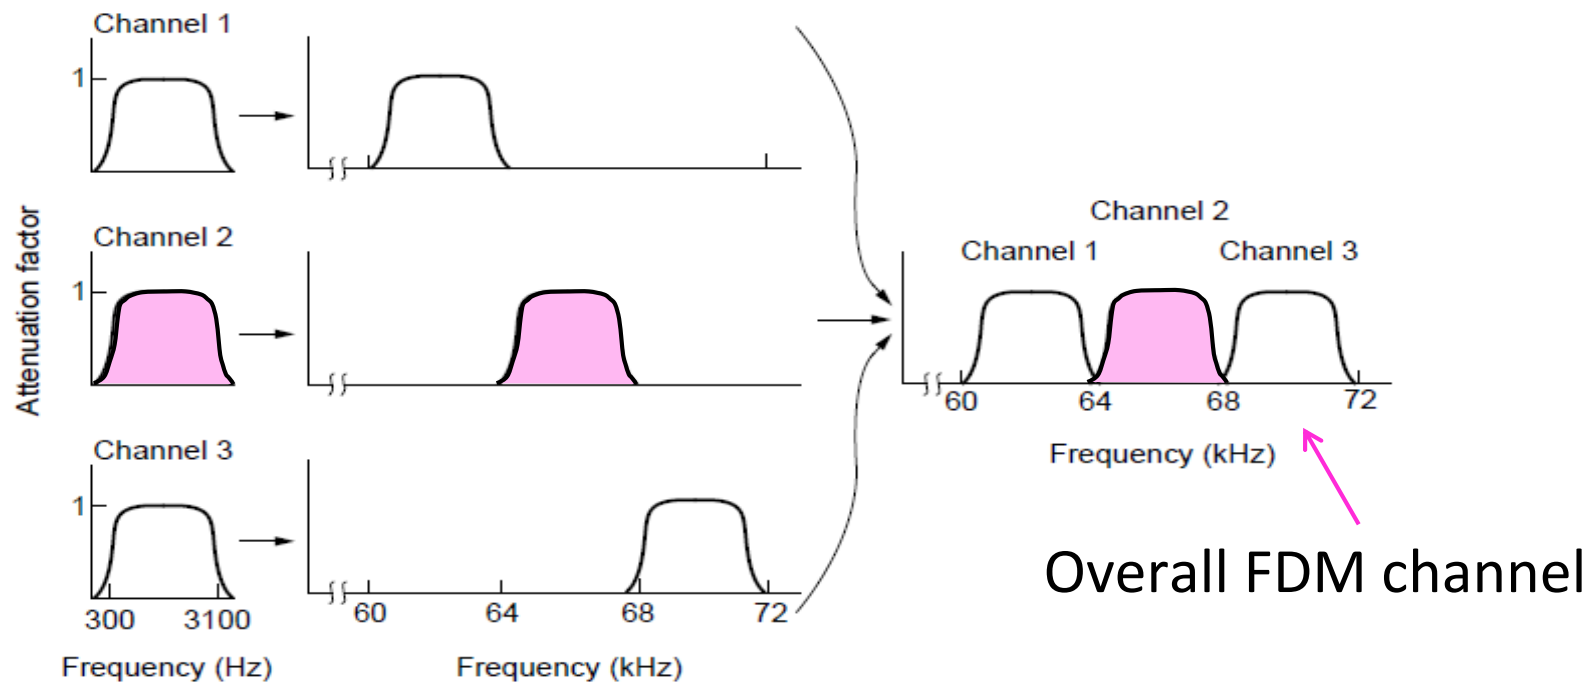 Channel 1
1
Channel 2
1
Channel 3
1
300 3100
Frequency (Hz)
Attenuation factor
60 64 68 72
Frequency (kHz)
Channel 2
Channel 1 Channel 3
60 64 68 72
Frequency (kHz)
Overall FDM channel